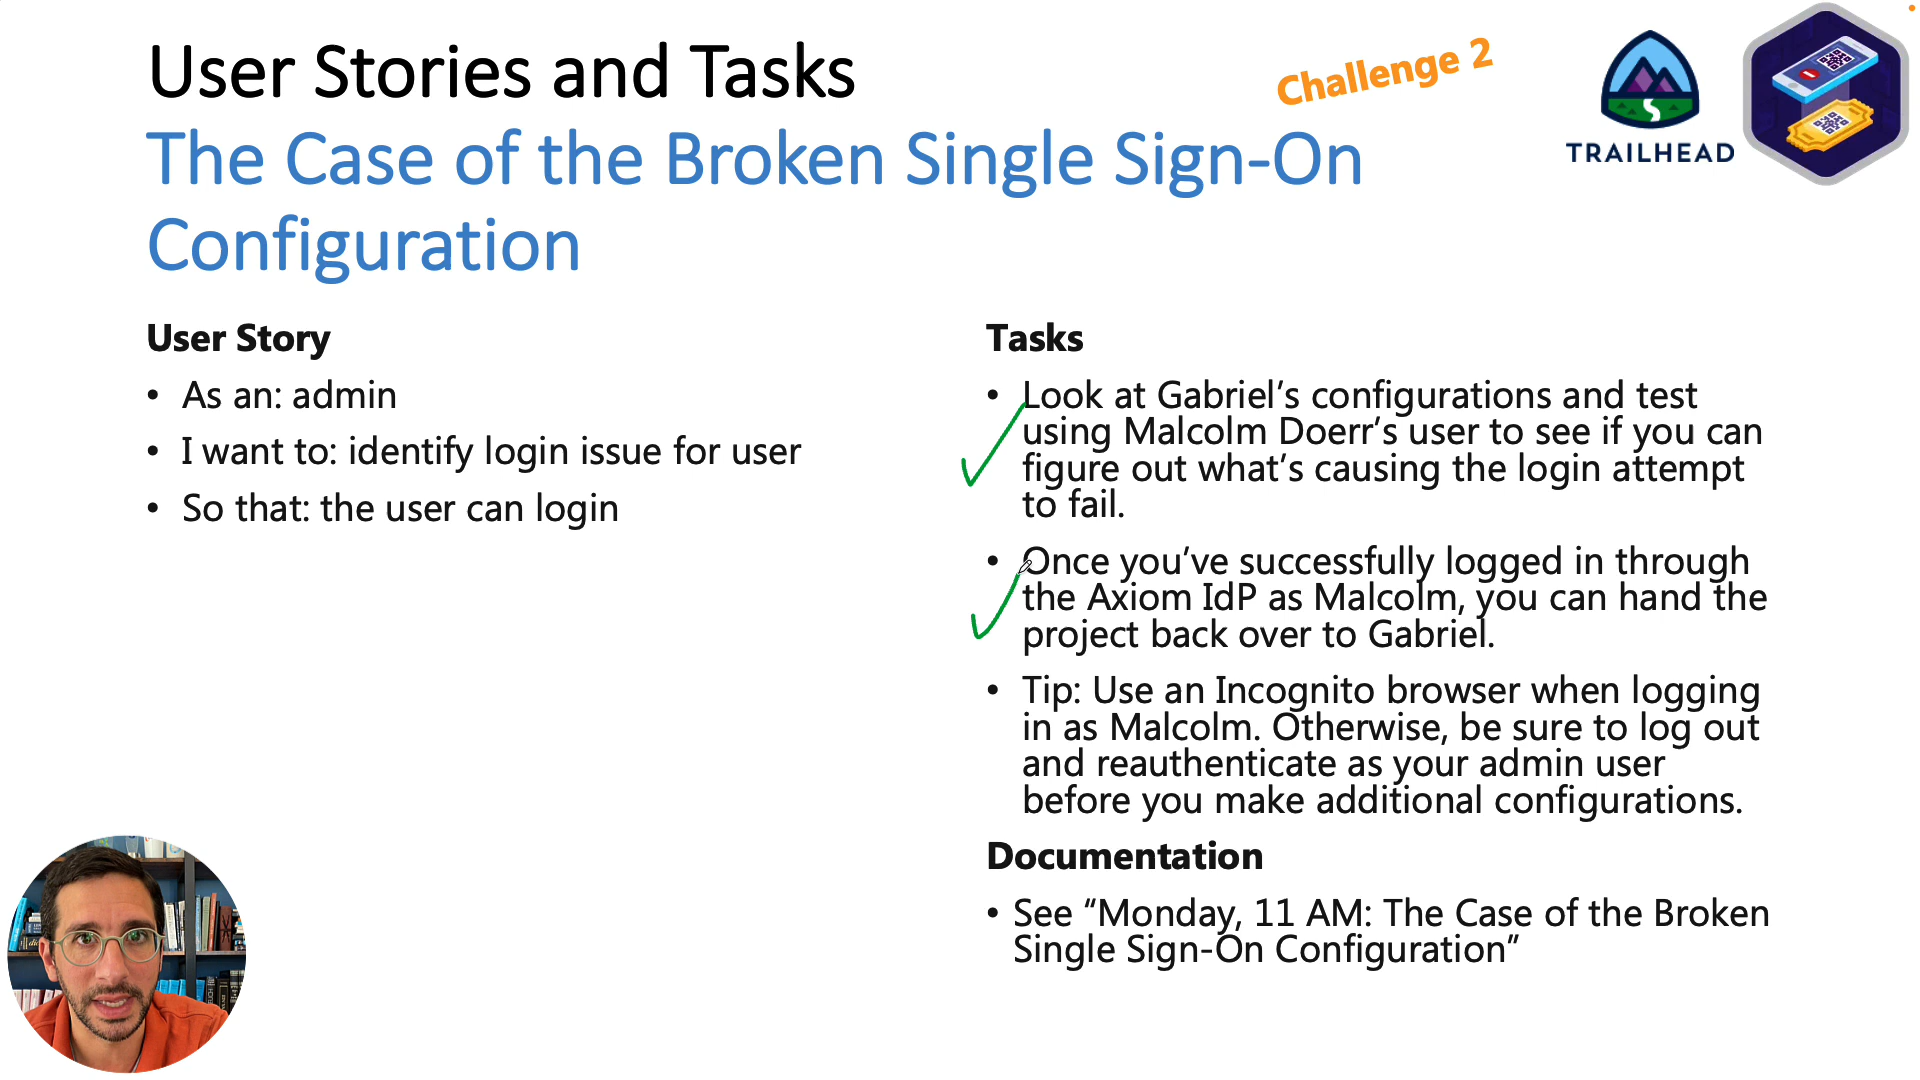 User Stories and Tasks
Challenge 2
TRAILHEAD
The Case of the Broken Single Sign-On
Configuration
User Story
• As an: admin
• I want to: identify login issue for user
• So that: the user can login
Tasks
• Look at Gabriel’s configurations and test
using Malcolm Doerr’s user to see if you can
figure out what’s causing the login attempt
to fail.
• Once you’ve successfully logged in through
the Axiom IdP as Malcolm, you can hand the
project back over to Gabriel.
• Tip: Use an Incognito browser when logging
in as Malcolm. Otherwise, be sure to log out
and reauthenticate as your admin user
before you make additional configurations.
Documentation
• See “Monday, 11 AM: The Case of the Broken
Single Sign-On Configuration”